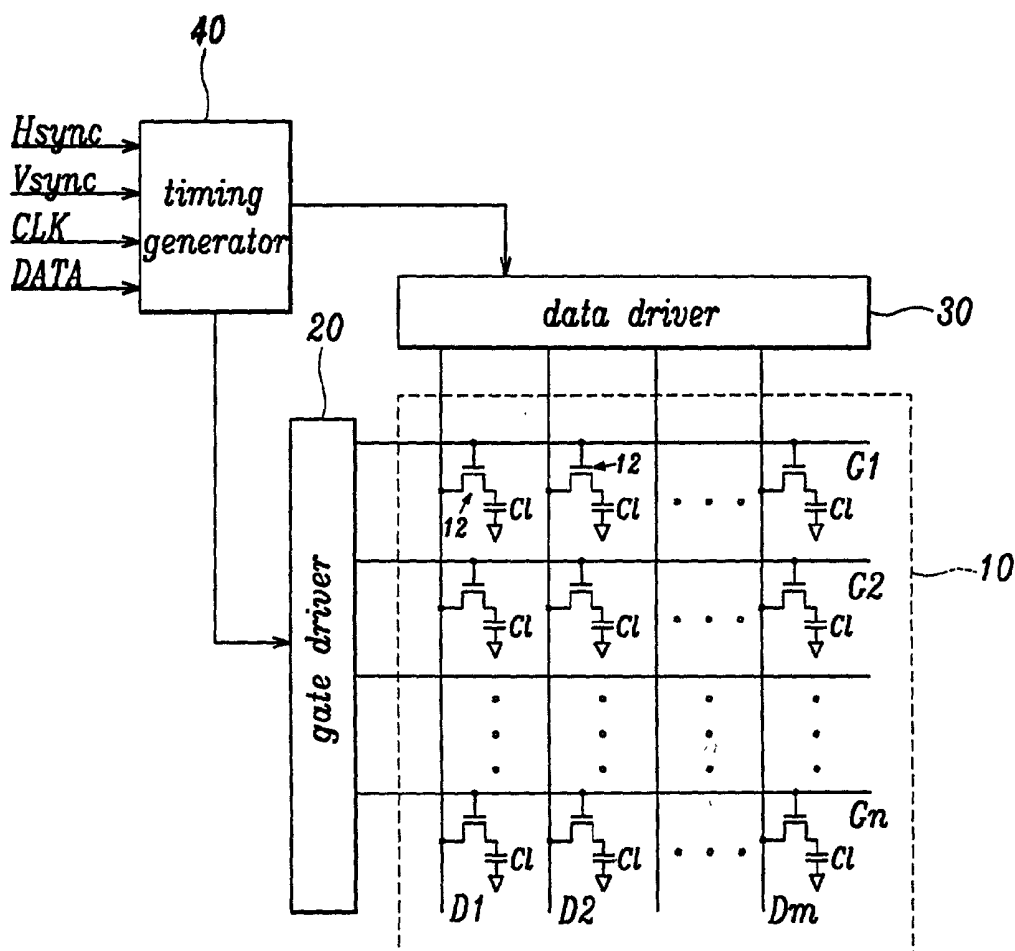 40
Hsync
Vsync
CLK
DATA
timing
generator
20
data driver
30
gate driver
12
12
Cl
Cl
Cl
G1
10
Cl
Cl
Cl
G2
Cl
Cl
Cl
Gn
D1
D2
Dm